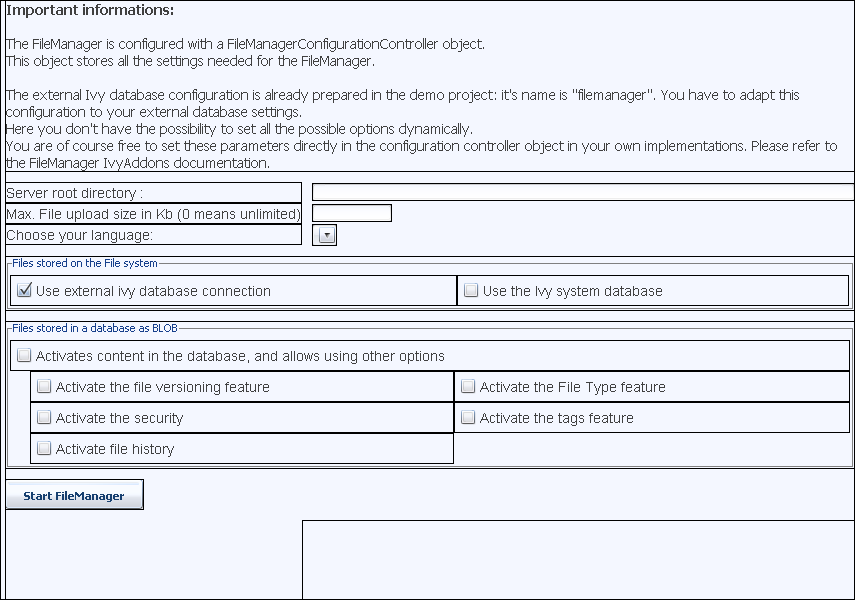 Important informations:
The FileManager is configured with a FileManagerConfigurationController object.
This object stores all the settings needed for the FileManager.
The external Ivy database configuration is already prepared in the demo project: it's name is "filemanager". You have to adapt this
configuration to your external database settings.
Here you don't have the possibility to set all the possible options dynamically.
You are of course free to set these parameters directly in the configuration controller object in your own implementations. Please refer to
the FileManager IvyAddons documentation.
Server root directory :
Max. File upload size in Kb (0 means unlimited)
Choose your language:
Files stored on the File system
Use external ivy database connection
Use the Ivy system database
Files stored in a database as BLOB
Activates content in the database, and allows using other options
Activate the file versioning feature
Activate the File Type feature
Activate the security
Activate the tags feature
Activate file history
Start FileManager